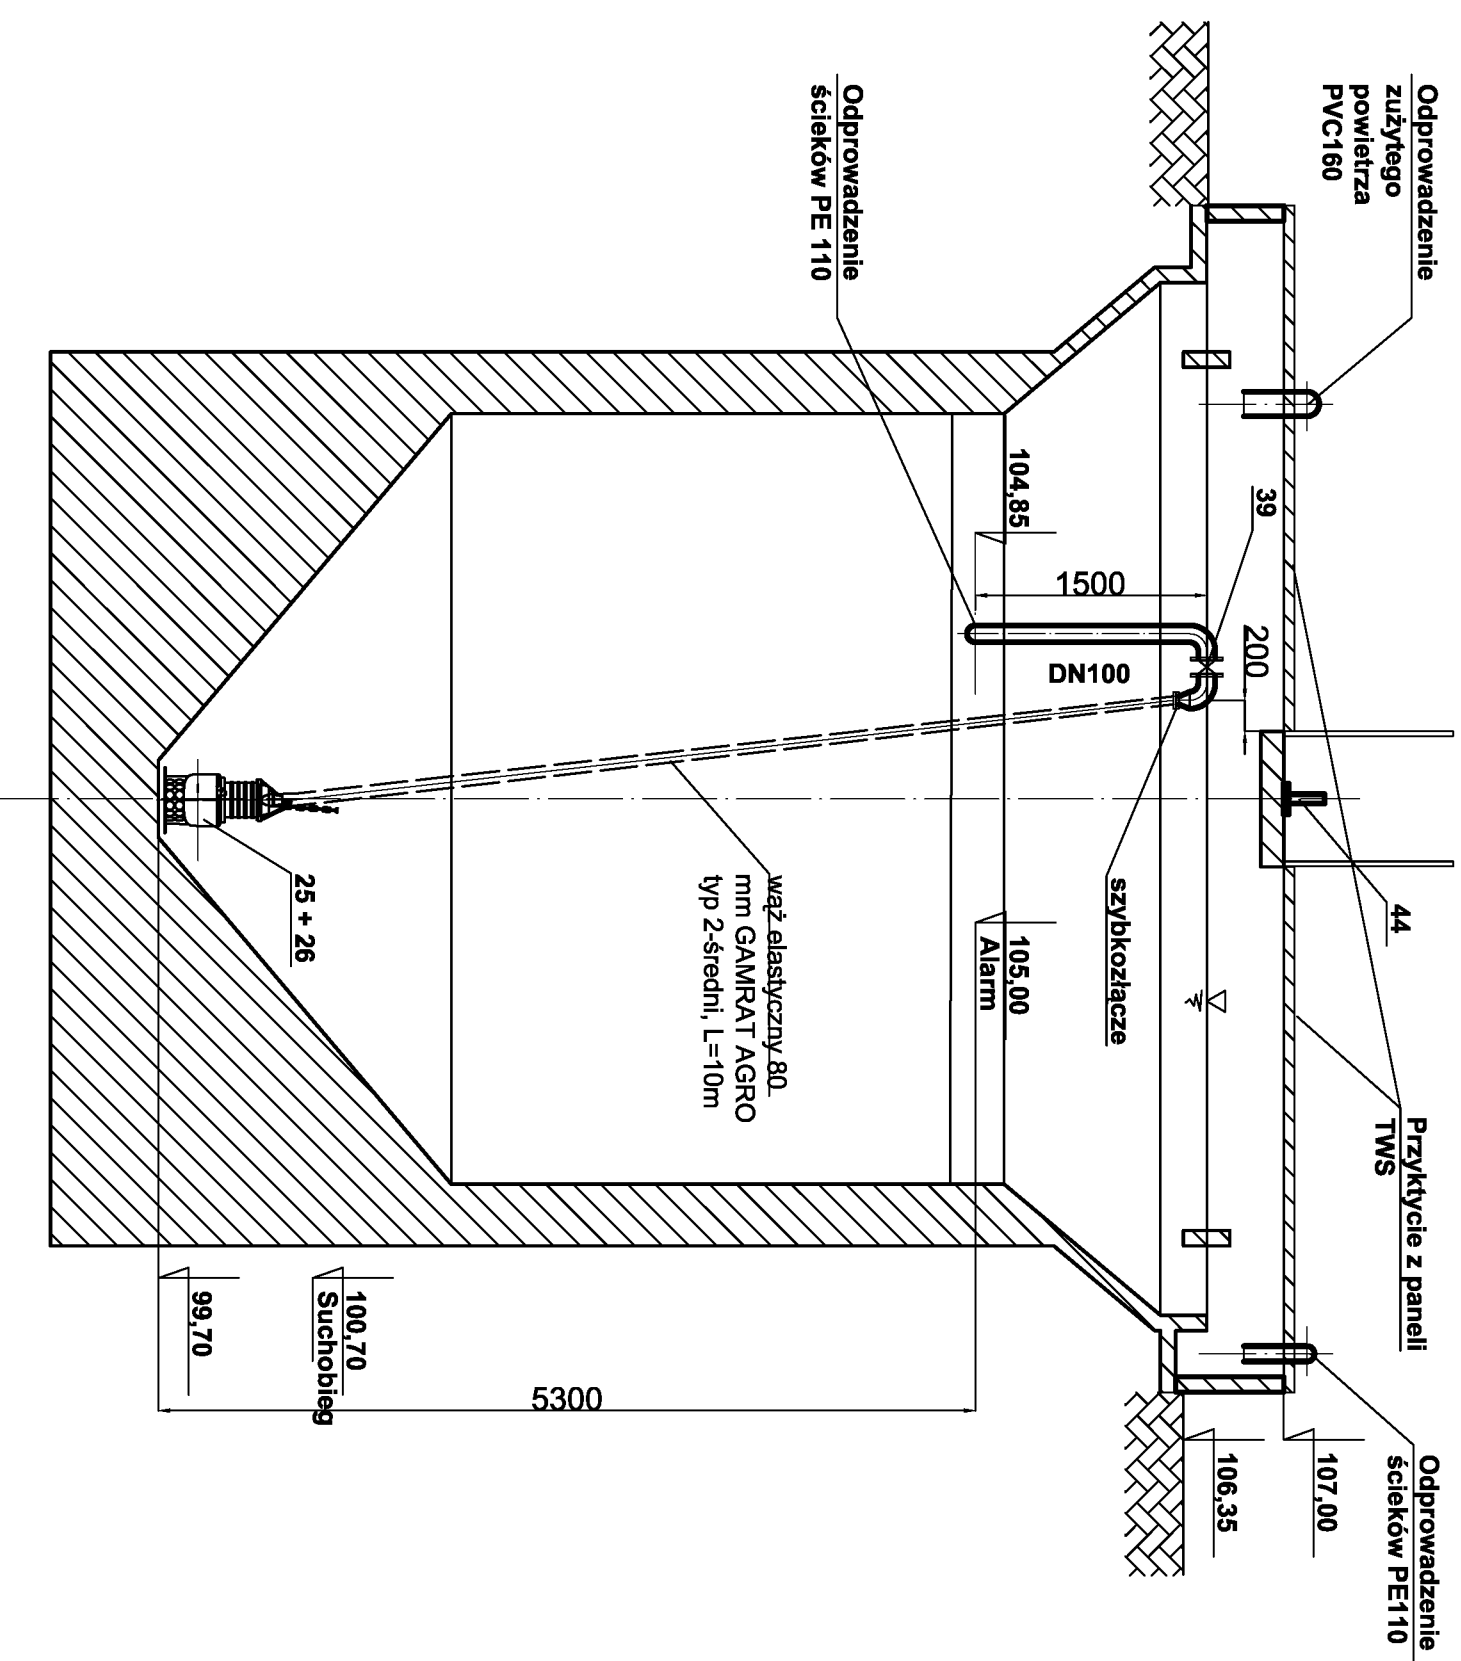 Odprowadzenie
zużytego
powietrza
PVC160
Odprowadzenie
ścieków PE 110
39
104,85
1500
200
DN100
44
szybkozłącze
105,00
Alarm
wąż elastyczny 80
mm GAMRAT AGRO
typ 2-średni, L=10m
25 + 26
Przyktycie z paneli
TWS
99,70
100,70
Suchobieg
5300
107,00
106,35
Odprowadzenie
ścieków PE110